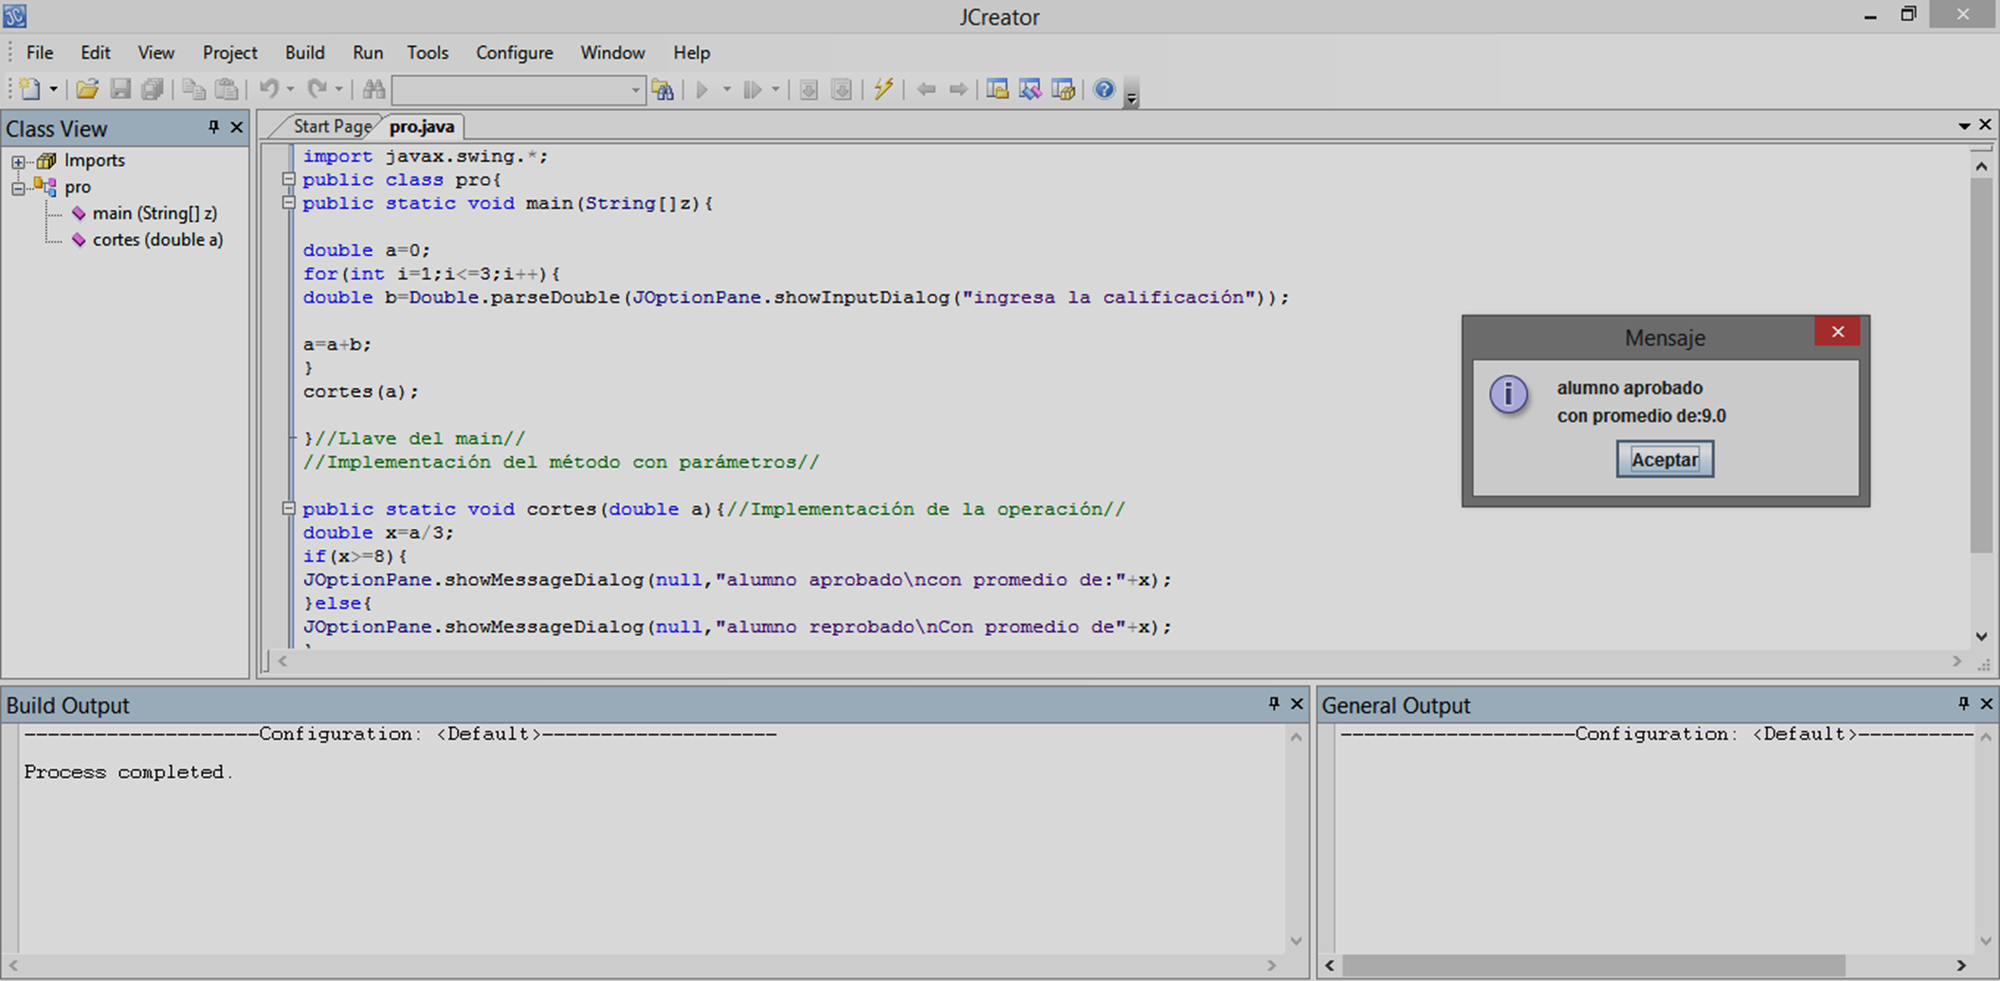 JCreator
File Edit View Project Build Run Tools Configure Window Help
Class View
Imports
pro
main (String[] z)
cortes (double a)
Start Page pro.java
import javax.swing.*;
public class pro{
public static void main(String[]z){
double a=0;
for(int i=1;i<=3;i++){
double b=Double.parseDouble(JOptionPane.showInputDialog("ingresa la calificación"));
a=a+b;
}
cortes(a);
}//Llave del main//
//Implementación del método con parámetros//
public static void cortes(double a){//Implementación de la operación//
double x=a/3;
if(x>=8){
JOptionPane.showMessageDialog(null,"alumno aprobado\ncon promedio de:"+x);
}else{
JOptionPane.showMessageDialog(null,"alumno reprobado\nCon promedio de"+x);
Mensaje
alumno aprobado
con promedio de:9.0
Aceptar
Build Output
--------------------Configuration: <Default>--------------------
Process completed.
General Output
--------------------Configuration: <Default>----------